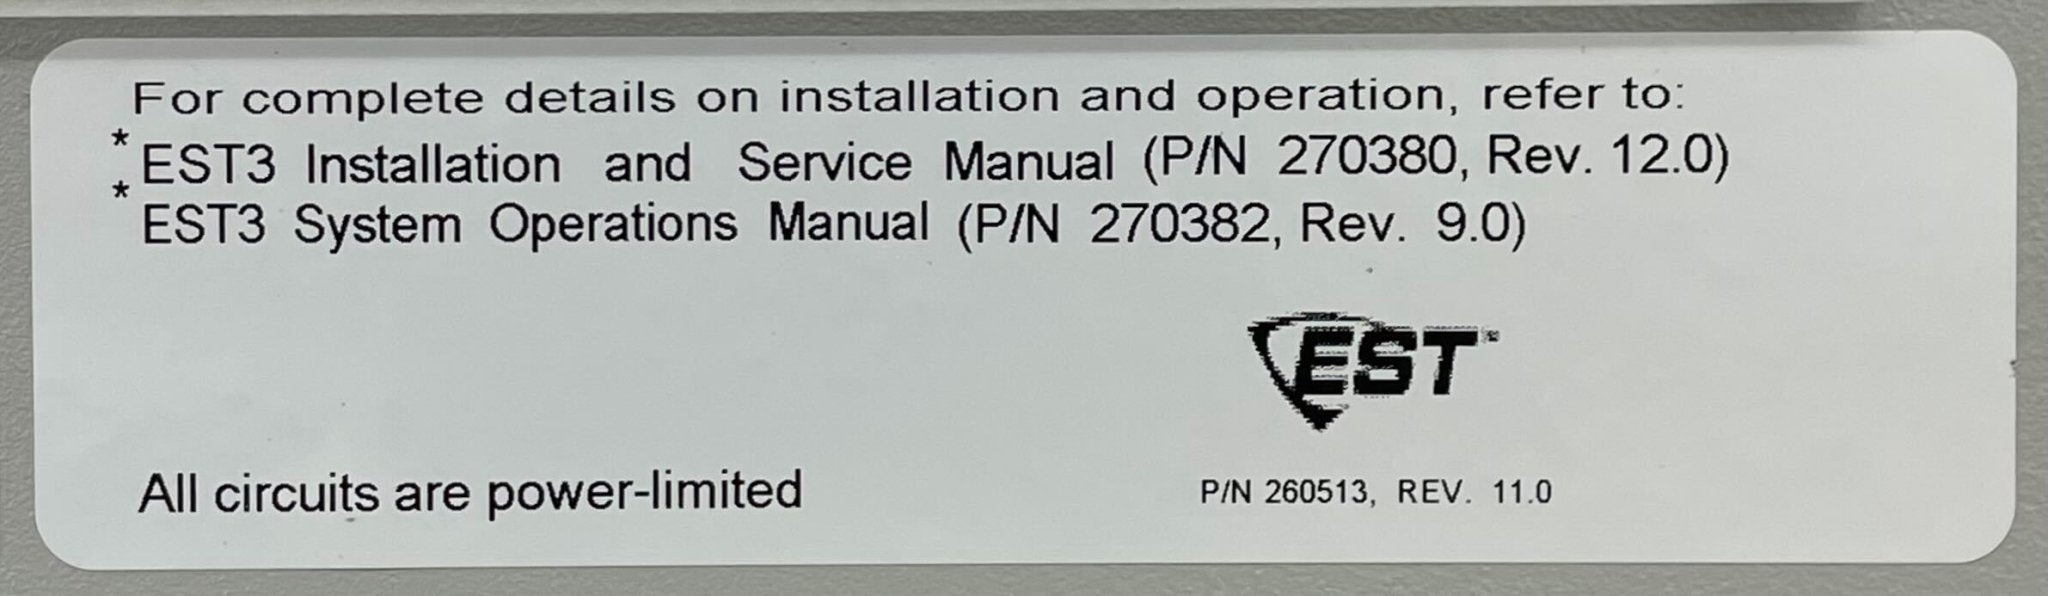 For complete details on installation and operation, refer to:
* EST3 Installation and Service Manual (P/N 270380, Rev. 12.0)
* EST3 System Operations Manual (P/N 270382, Rev. 9.0)
EST
All circuits are power-limited
P/N 260513, REV. 11.0